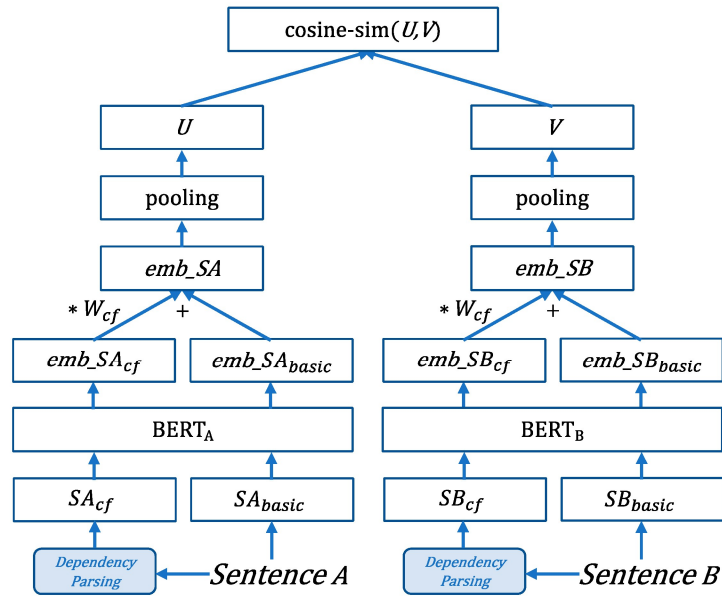 cosine-sim(U,V)
U V
pooling pooling
emb_SA emb_SB
* W_cf + * W_cf +
emb_SA_cf emb_SA_basic emb_SB_cf emb_SB_basic
BERT_A BERT_B
SA_cf SA_basic SB_cf SB_basic
Dependency Parsing Sentence A Dependency Parsing Sentence B